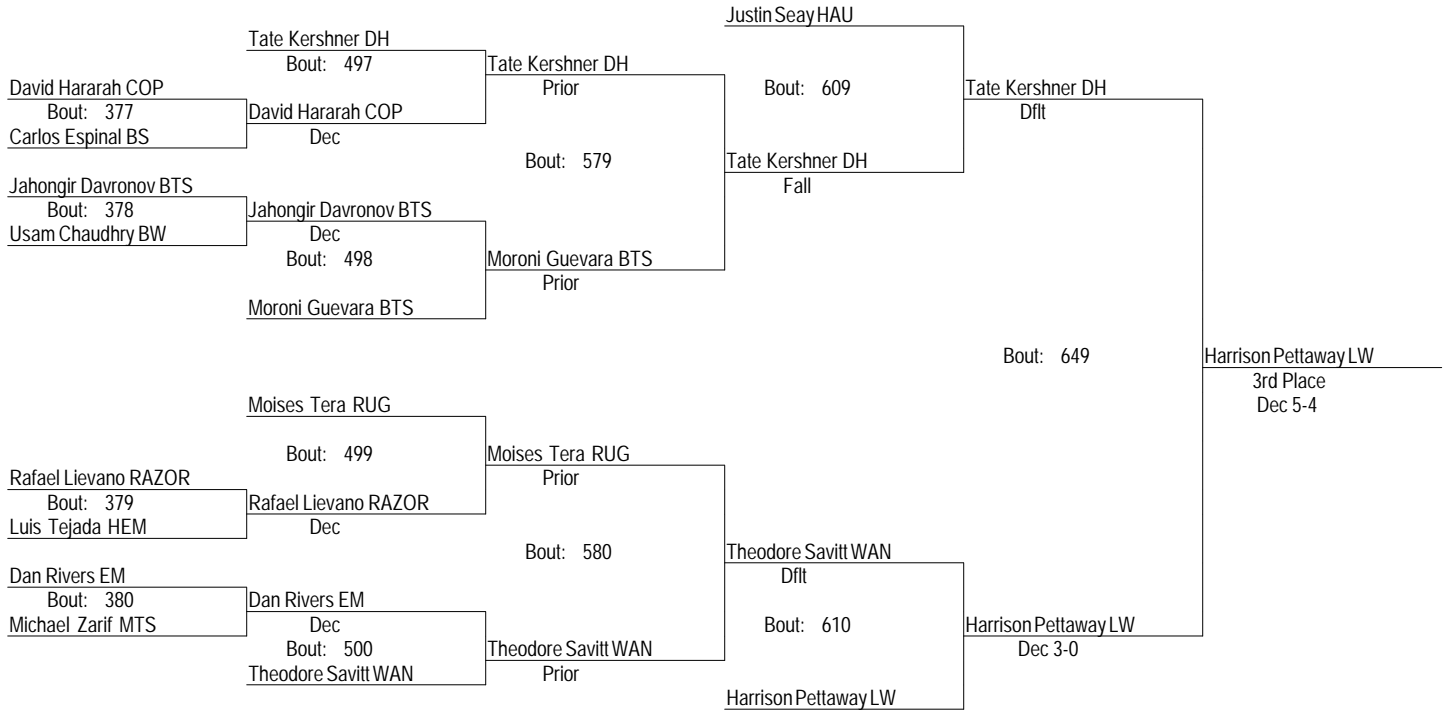 Justin Seay HAU
Tate Kershner DH
Bout: 497
Tate Kershner DH
Prior
David Hararah COP
Bout: 377
David Hararah COP
Dec
Carlos Espinal BS
Bout: 609
Tate Kershner DH
Dflt
Bout: 579
Tate Kershner DH
Fall
Jahongir Davronov BTS
Bout: 378
Jahongir Davronov BTS
Dec
Usam Chaudhry BW
Bout: 498
Moroni Guevara BTS
Prior
Moroni Guevara BTS
Bout: 649
Harrison Pettaway LW
3rd Place
Dec 5-4
Moises Tera RUG
Bout: 499
Moises Tera RUG
Prior
Rafael Lievano RAZOR
Bout: 379
Rafael Lievano RAZOR
Dec
Luis Tejada HEM
Bout: 580
Theodore Savitt WAN
Dflt
Dan Rivers EM
Bout: 380
Dan Rivers EM
Dec
Michael Zarif MTS
Bout: 500
Theodore Savitt WAN
Prior
Theodore Savitt WAN
Bout: 610
Harrison Pettaway LW
Dec 3-0
Harrison Pettaway LW